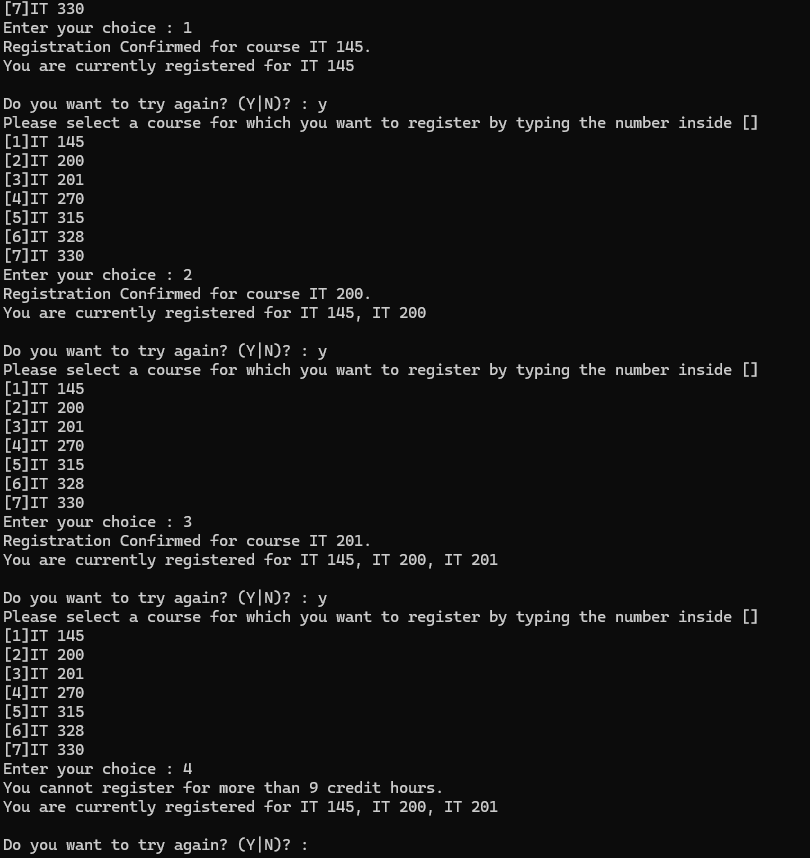 [7]IT 330
Enter your choice : 1
Registration Confirmed for course IT 145.
You are currently registered for IT 145
Do you want to try again? (Y|N)? : y
Please select a course for which you want to register by typing the number inside []
[1]IT 145
[2]IT 200
[3]IT 201
[4]IT 270
[5]IT 315
[6]IT 328
[7]IT 330
Enter your choice : 2
Registration Confirmed for course IT 200.
You are currently registered for IT 145, IT 200
Do you want to try again? (Y|N)? : y
Please select a course for which you want to register by typing the number inside []
[1]IT 145
[2]IT 200
[3]IT 201
[4]IT 270
[5]IT 315
[6]IT 328
[7]IT 330
Enter your choice : 3
Registration Confirmed for course IT 201.
You are currently registered for IT 145, IT 200, IT 201
Do you want to try again? (Y|N)? : y
Please select a course for which you want to register by typing the number inside []
[1]IT 145
[2]IT 200
[3]IT 201
[4]IT 270
[5]IT 315
[6]IT 328
[7]IT 330
Enter your choice : 4
You cannot register for more than 9 credit hours.
You are currently registered for IT 145, IT 200, IT 201
Do you want to try again? (Y|N)? :